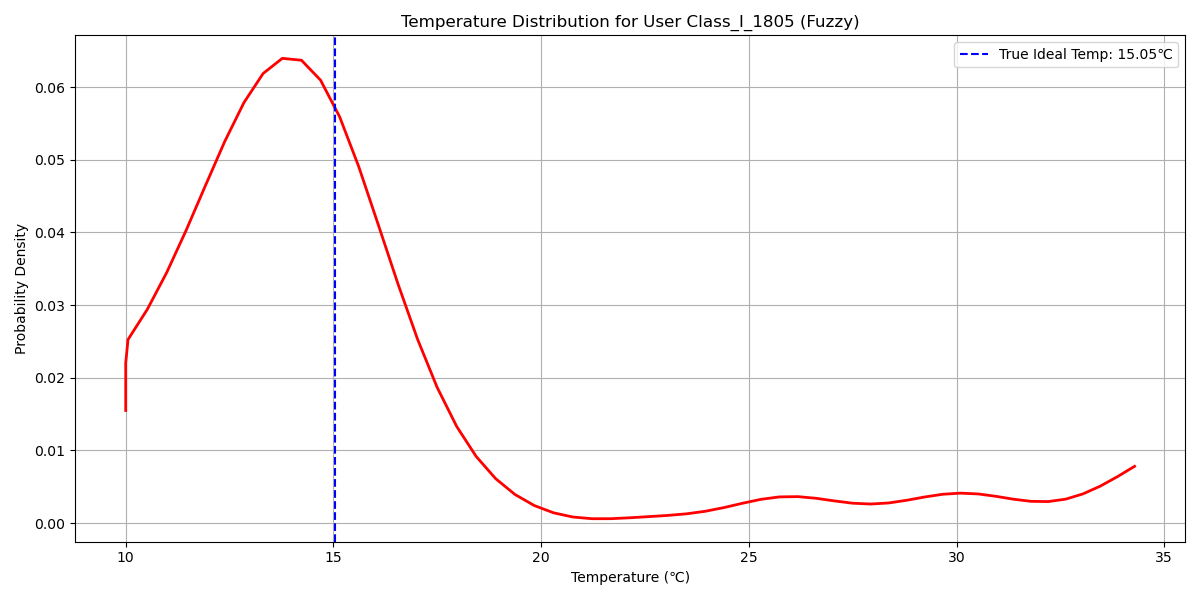 Temperature Distribution for User Class_I_1805 (Fuzzy)
True Ideal Temp: 15.05℃
Probability Density
0.06
0.05
0.04
0.03
0.02
0.01
0.00
10 15 20 25 30 35
Temperature (℃)